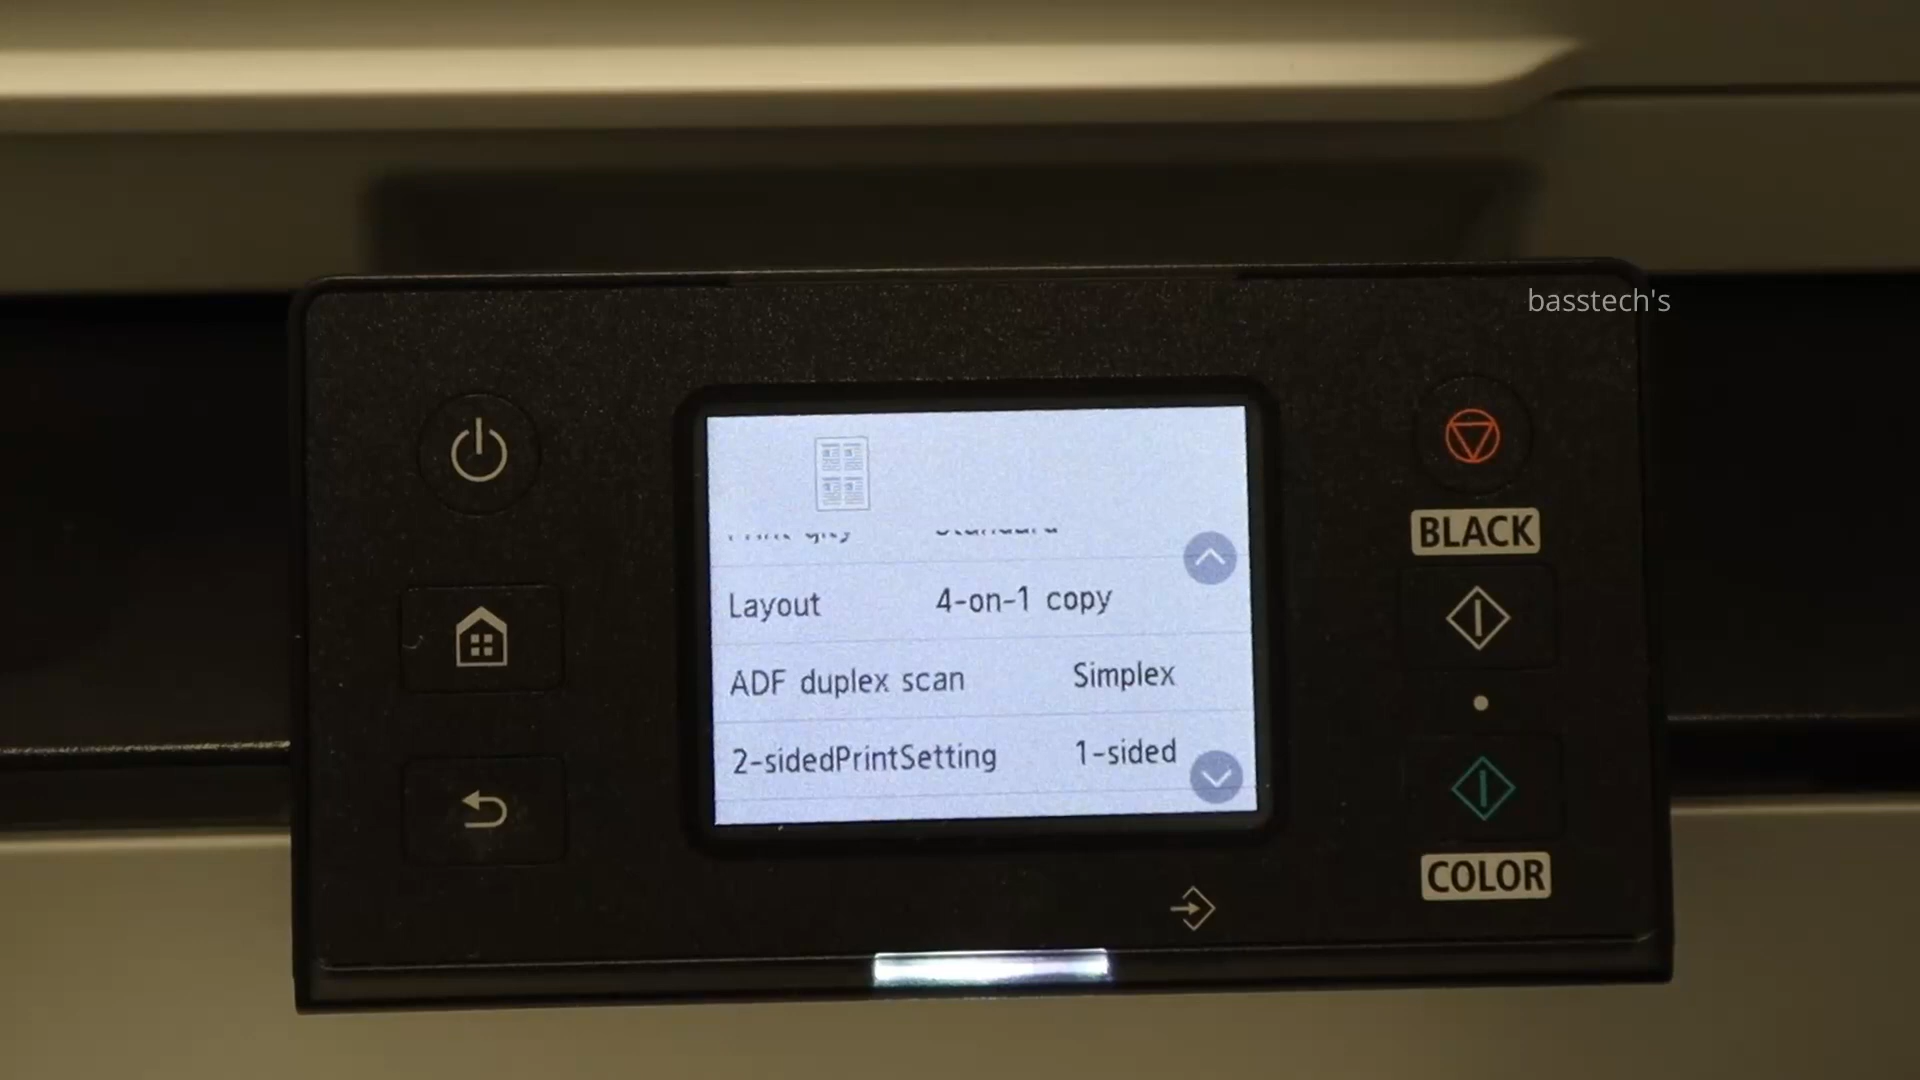 basstech's
BLACK
Layout 4-on-1 copy
ADF duplex scan Simplex
2-sidedPrintSetting 1-sided
COLOR